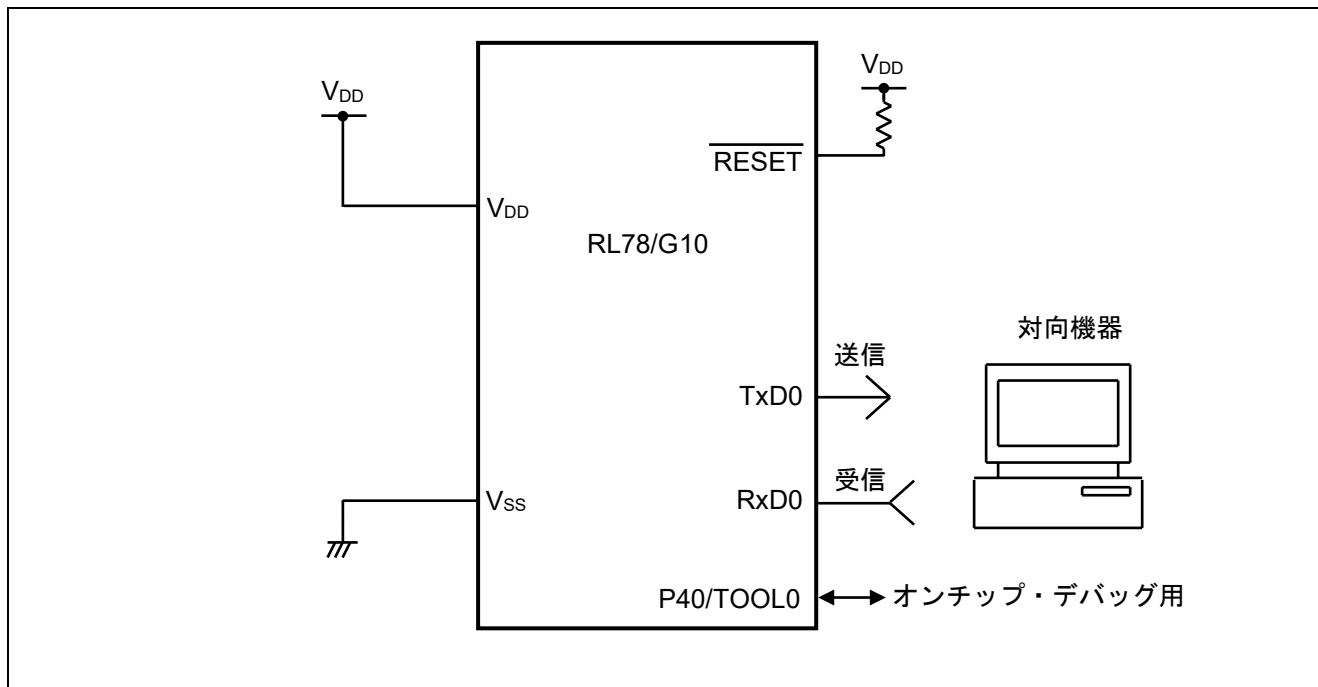 VDD
VDD
RESET
VDD
RL78/G10
対向機器
送信
TxD0
受信
RxD0
VSS
P40/TOOL0
オンチップ・デバッグ用